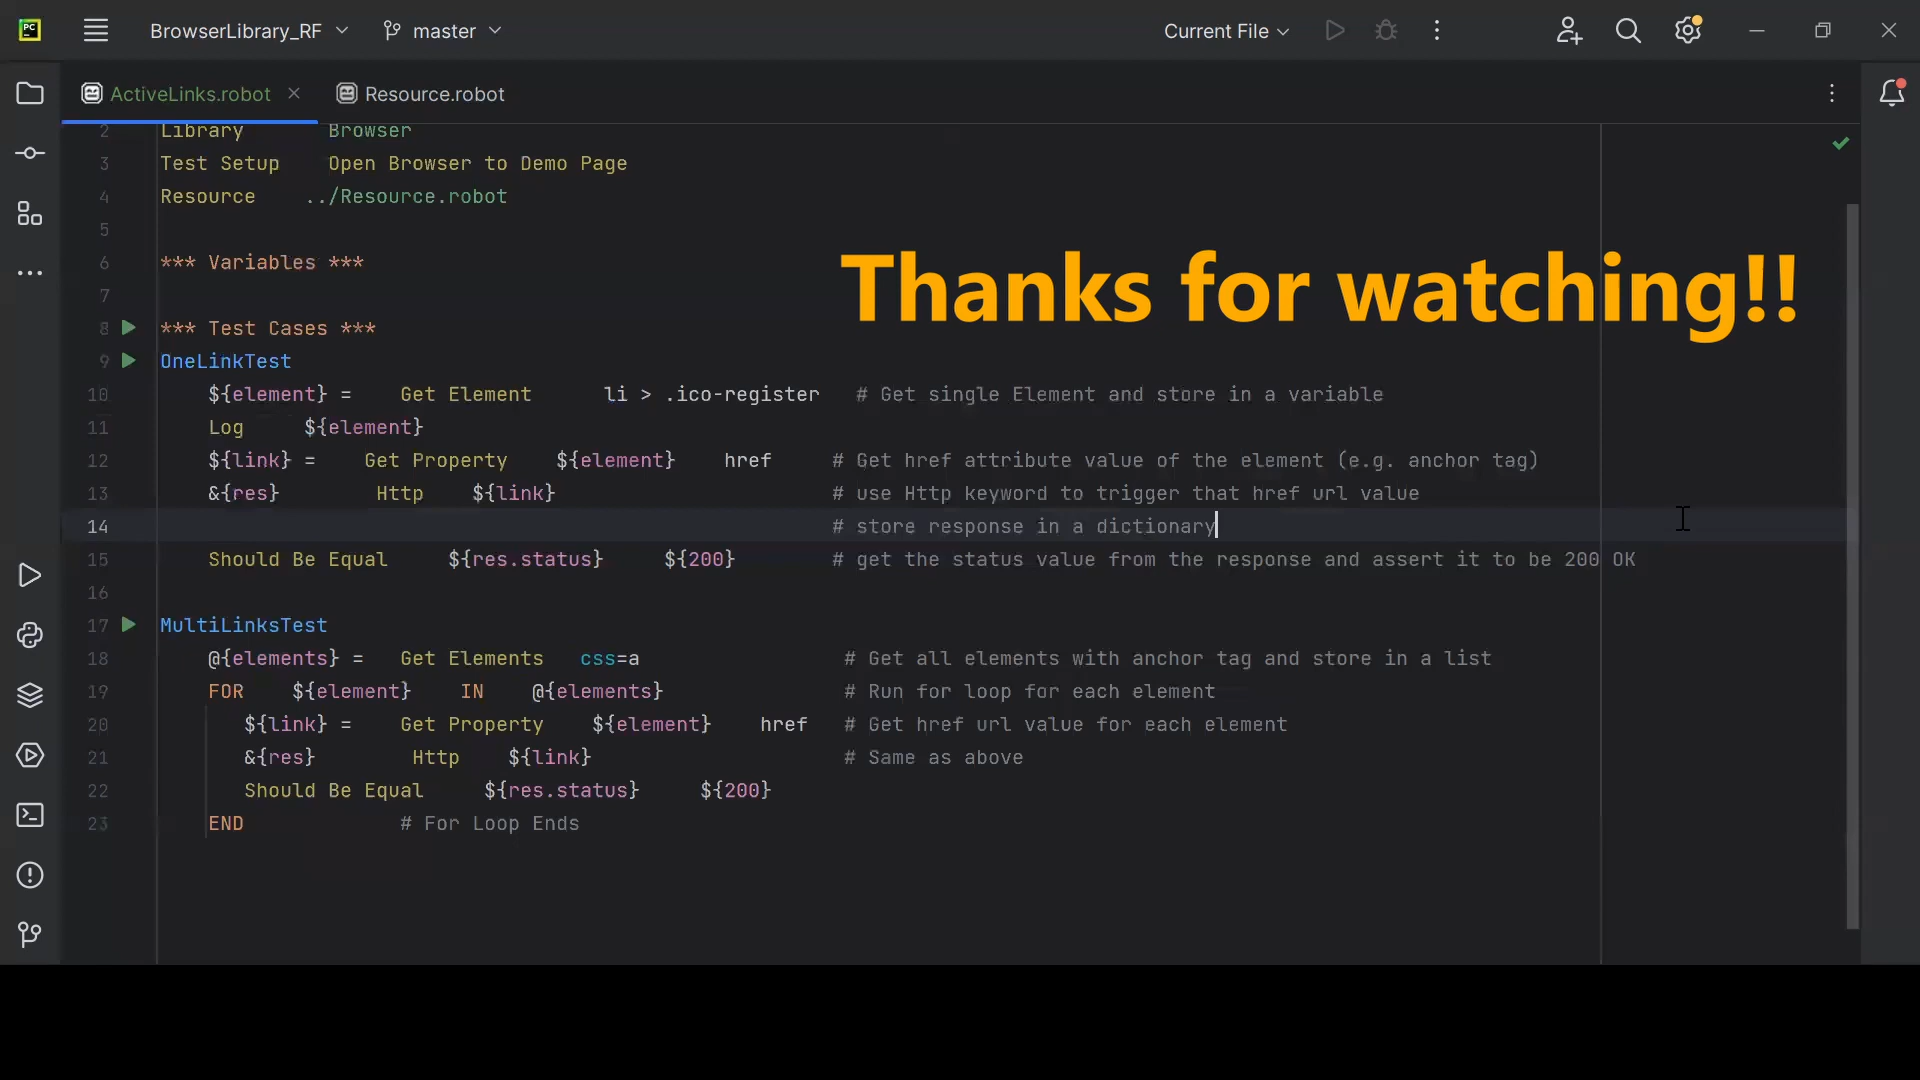 PC
BrowserLibrary_RF master Current File
ActiveLinks.robot Resource.robot
2 Library Browser
3 Test Setup Open Browser to Demo Page
4 Resource ../Resource.robot
5
6 *** Variables ***
Thanks for watching!!
7
8 *** Test Cases ***
9 OneLinkTest
10 ${element} = Get Element li > .ico-register # Get single Element and store in a variable
11 Log ${element}
12 ${link} = Get Property ${element} href # Get href attribute value of the element (e.g. anchor tag)
13 &{res} Http ${link} # use Http keyword to trigger that href url value
14 # store response in a dictionary
15 Should Be Equal ${res.status} ${200} # get the status value from the response and assert it to be 200 OK
16
17 MultiLinksTest
18 @{elements} = Get Elements css=a # Get all elements with anchor tag and store in a list
19 FOR ${element} IN @{elements} # Run for loop for each element
20 ${link} = Get Property ${element} href # Get href url value for each element
21 &{res} Http ${link} # Same as above
22 Should Be Equal ${res.status} ${200}
23 END # For Loop Ends